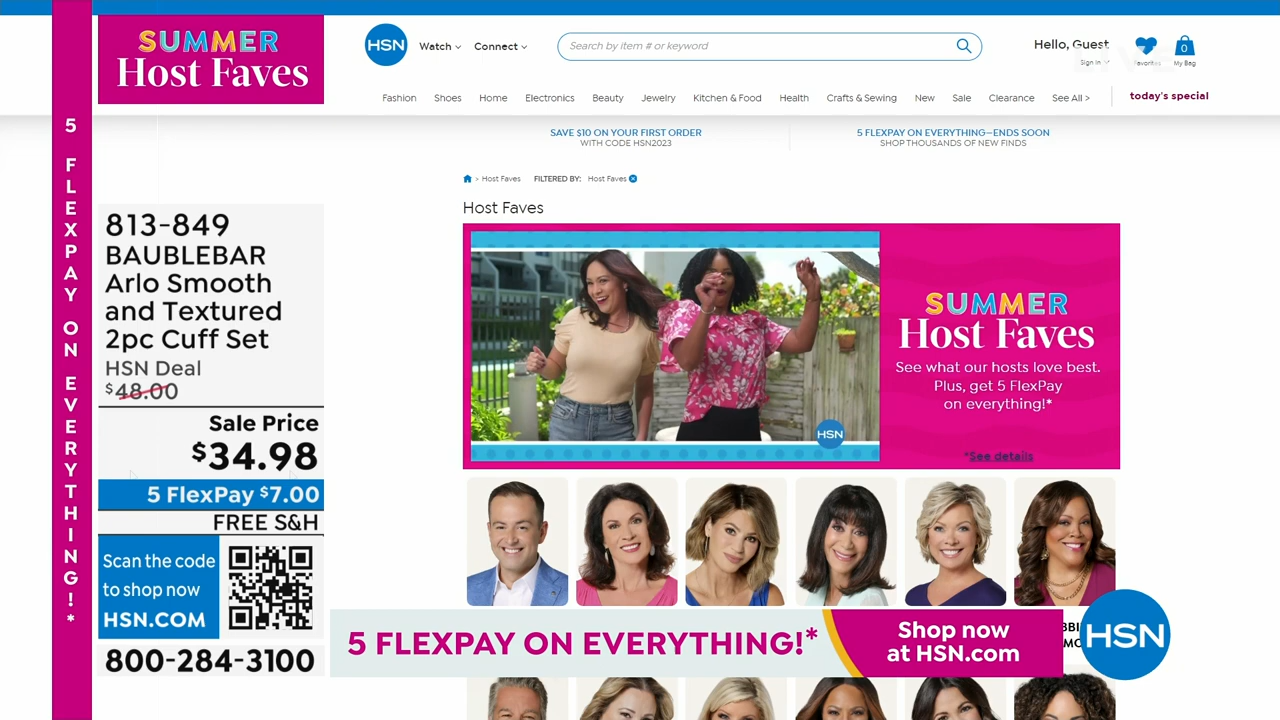 SUMMER
Host Faves
5 FLEXPAY ON EVERYTHING!*
813-849
BAUBLEBAR
Arlo Smooth
and Textured
2pc Cuff Set
HSN Deal
$48.00
Sale Price
$34.98
5 FlexPay $7.00
FREE S&H
Scan the code
to shop now
HSN.COM
800-284-3100
HSN
Watch
Connect
Search by item # or keyword
Hello, Guest
Sign In
Favorites
0
My Bag
Fashion Shoes Home Electronics Beauty Jewelry Kitchen & Food Health Crafts & Sewing New Sale Clearance See All > today's special
SAVE $10 ON YOUR FIRST ORDER
WITH CODE HSN2023
5 FLEXPAY ON EVERYTHING—ENDS SOON
SHOP THOUSANDS OF NEW FINDS
> Host Faves FILTERED BY: Host Faves
Host Faves
HSN
SUMMER
Host Faves
See what our hosts love best.
Plus, get 5 FlexPay
on everything!*
*See details
5 FLEXPAY ON EVERYTHING!*
Shop now
at HSN.com
HSN